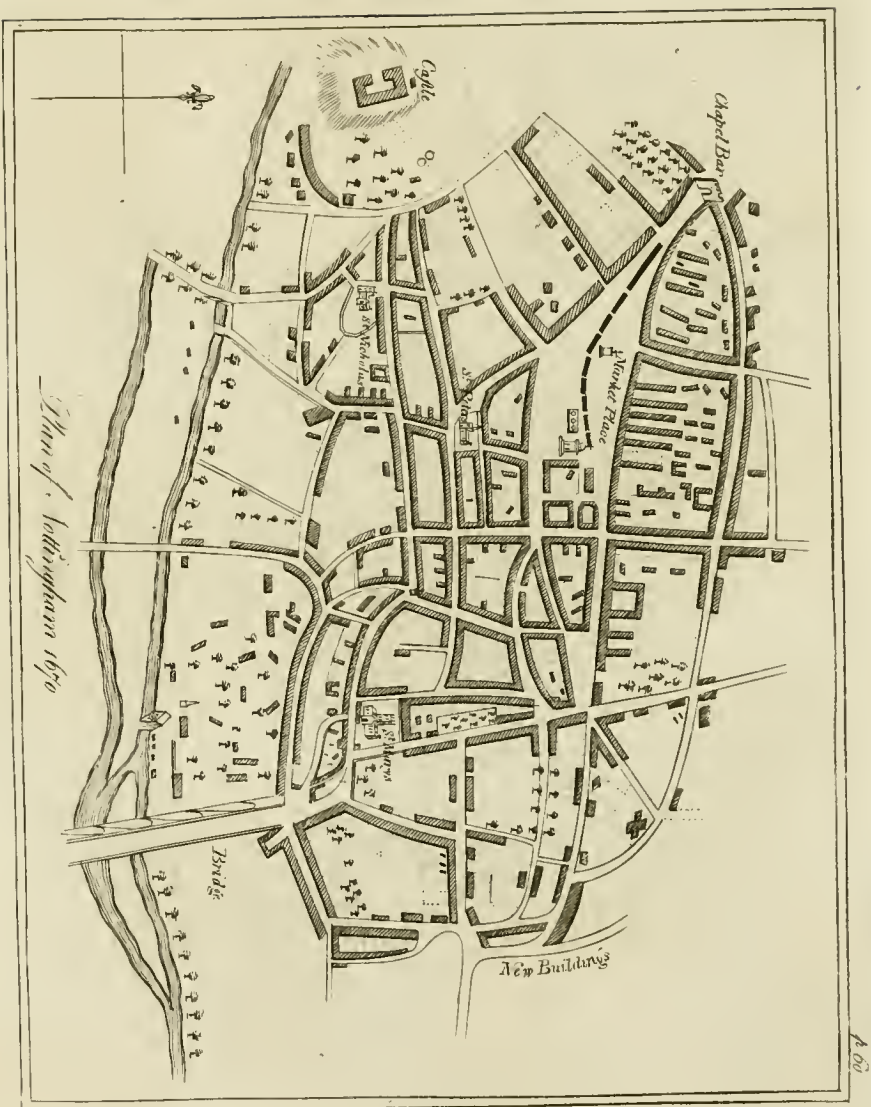 p 60
Chapel Bar
Caſtle
Market Place
St Peter
St Nicholas
St Marys
New Buildings
Bridge
Plan of Nottingham 1670